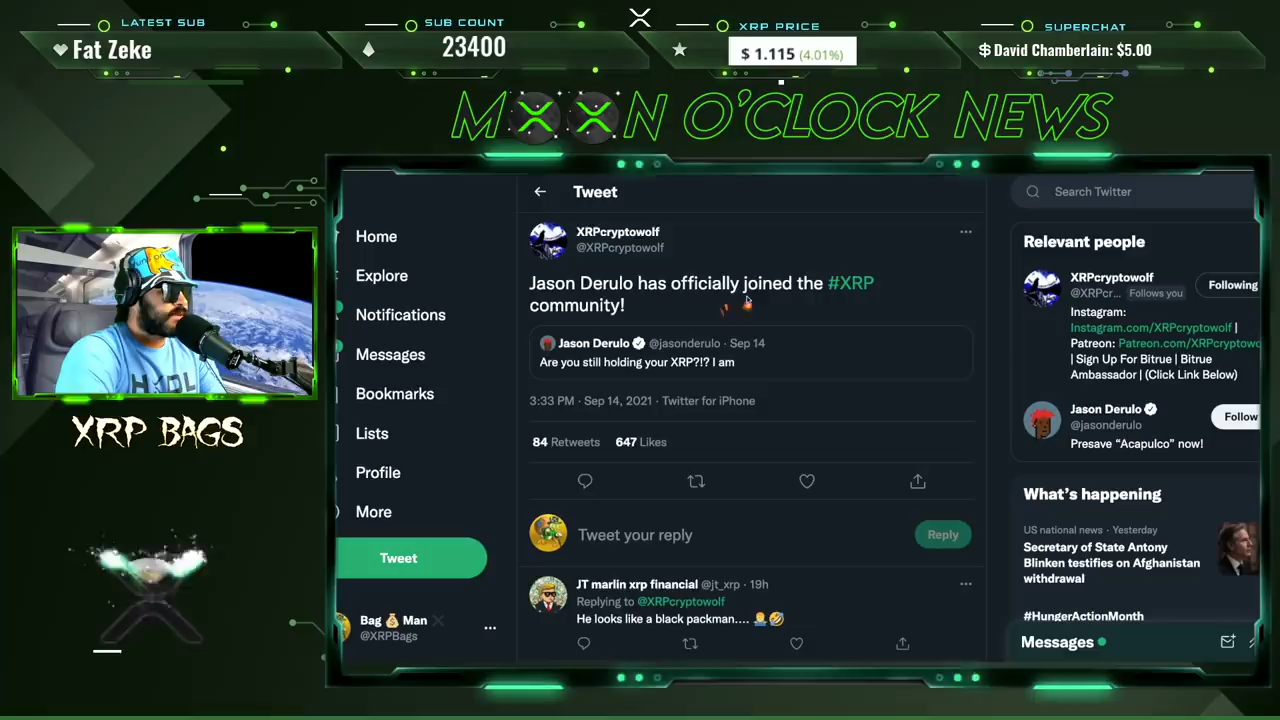 LATEST SUB
Fat Zeke
SUB COUNT
23400
XRP PRICE
$ 1.115 (4.01%)
SUPERCHAT
David Chamberlain: $5.00
MOON O'CLOCK NEWS
XRP BAGS
Home
Explore
Notifications
Messages
Bookmarks
Lists
Profile
More
Tweet
Bag Man
@XRPBags
Tweet
XRPcryptowolf
@XRPcryptowolf
Jason Derulo has officially joined the #XRP
community!
Jason Derulo @jasonderulo · Sep 14
Are you still holding your XRP?!? I am
3:33 PM · Sep 14, 2021 · Twitter for iPhone
84 Retweets 647 Likes
Tweet your reply
Reply
JT marlin xrp financial @jt_xrp · 19h
Replying to @XRPcryptowolf
He looks like a black packman....
Search Twitter
Relevant people
XRPcryptowolf
@XRPcr... Follows you
Following
Instagram:
Instagram.com/XRPcryptowolf |
Patreon: Patreon.com/XRPcryptowo
| Sign Up For Bitrue | Bitrue
Ambassador | (Click Link Below)
Jason Derulo
@jasonderulo
Follow
Presave “Acapulco” now!
What’s happening
US national news · Yesterday
Secretary of State Antony
Blinken testifies on Afghanistan
withdrawal
#HungerActionMonth
Messages